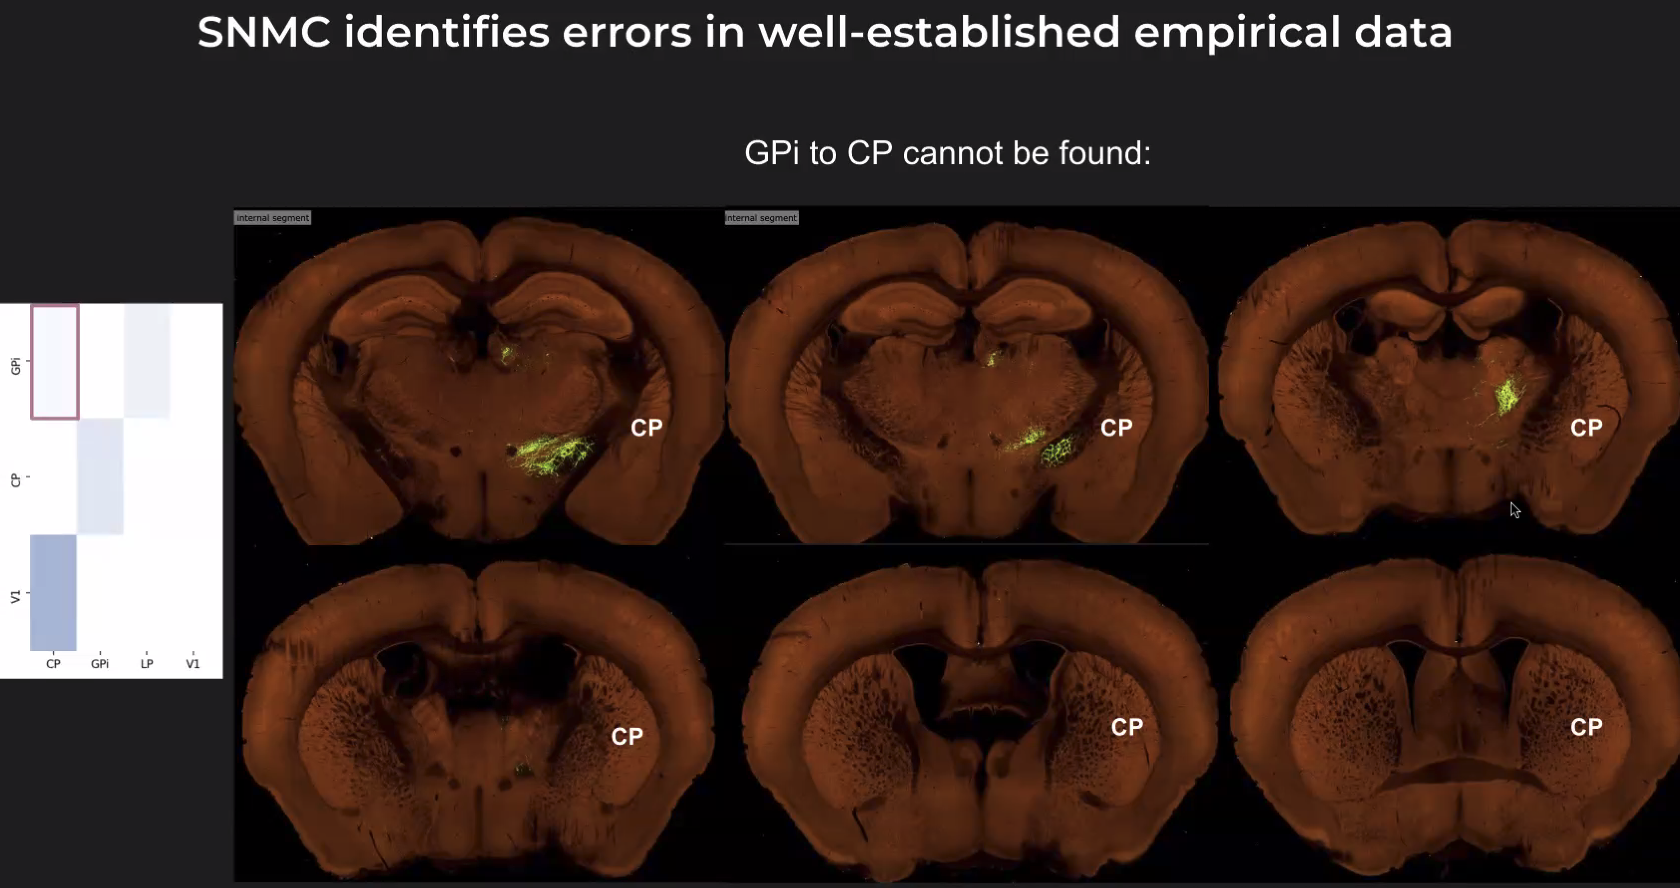 SNMC identifies errors in well-established empirical data
GPi to CP cannot be found:
internal segment
internal segment
CP
CP
CP
GPi
CP
V1
CP
GPi
LP
V1
CP
CP
CP